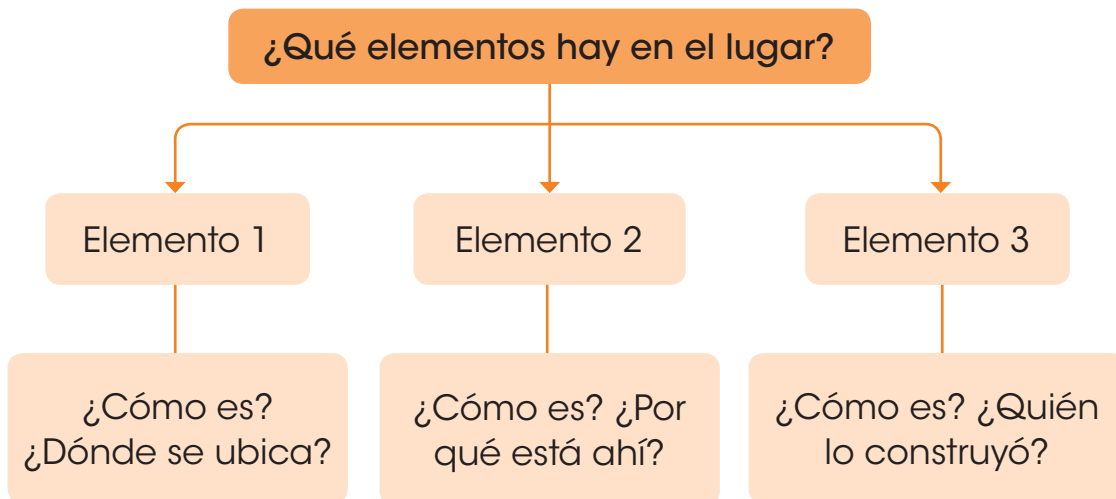 ¿Qué elementos hay en el lugar?
Elemento 1
Elemento 2
Elemento 3
¿Cómo es?
¿Dónde se ubica?
¿Cómo es? ¿Por
qué está ahí?
¿Cómo es? ¿Quién
lo construyó?